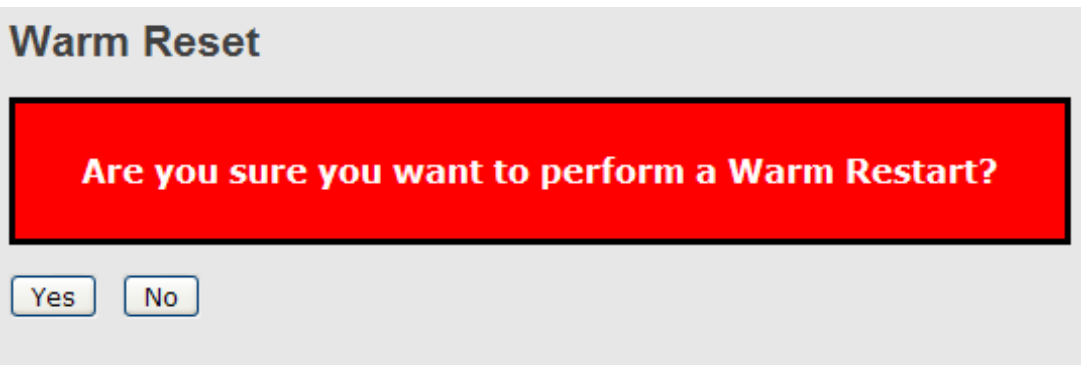 Warm Reset
Are you sure you want to perform a Warm Restart?
Yes No